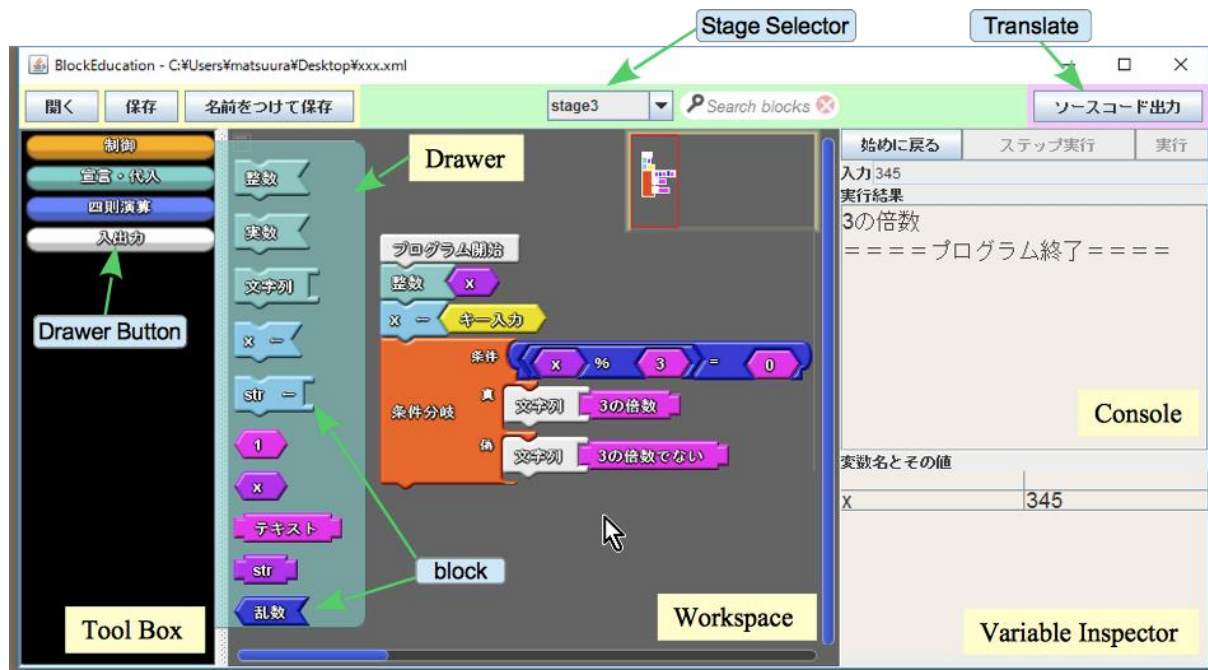 Stage Selector
Translate
BlockEducation - C:¥Users¥matsuura¥Desktop¥xxx.xml
開く
保存
名前をつけて保存
stage3
Search blocks
ソースコード出力
制御
宣言・代入
四則演算
入出力
Drawer Button
Tool Box
整数
実数
文字列
x ←
str ←
1
x
テキスト
str
乱数
Drawer
block
プログラム開始
整数 x
x ← キー入力
条件分岐
条件 x % 3 = 0
真 文字列 3の倍数
偽 文字列 3の倍数でない
Workspace
始めに戻る
ステップ実行
実行
入力 345
実行結果
3の倍数
====プログラム終了====
Console
変数名とその値
x 345
Variable Inspector